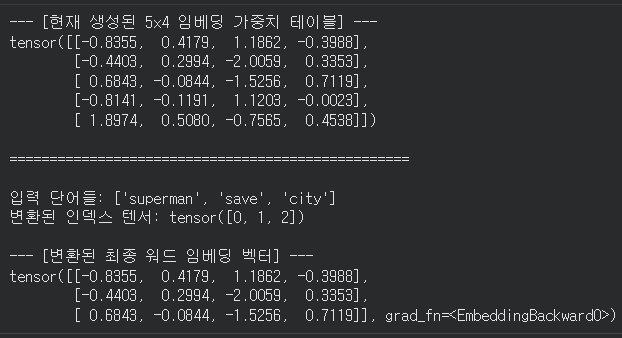 --- [현재 생성된 5x4 임베딩 가중치 테이블] ---
tensor([[-0.8355,  0.4179,  1.1862, -0.3988],
        [-0.4403,  0.2994, -2.0059,  0.3353],
        [ 0.6843, -0.0844, -1.5256,  0.7119],
        [-0.8141, -0.1191,  1.1203, -0.0023],
        [ 1.8974,  0.5080, -0.7565,  0.4538]])
==================================================
입력 단어들: ['superman', 'save', 'city']
변환된 인덱스 텐서: tensor([0, 1, 2])
--- [변환된 최종 워드 임베딩 벡터] ---
tensor([[-0.8355,  0.4179,  1.1862, -0.3988],
        [-0.4403,  0.2994, -2.0059,  0.3353],
        [ 0.6843, -0.0844, -1.5256,  0.7119]], grad_fn=<EmbeddingBackward0>)